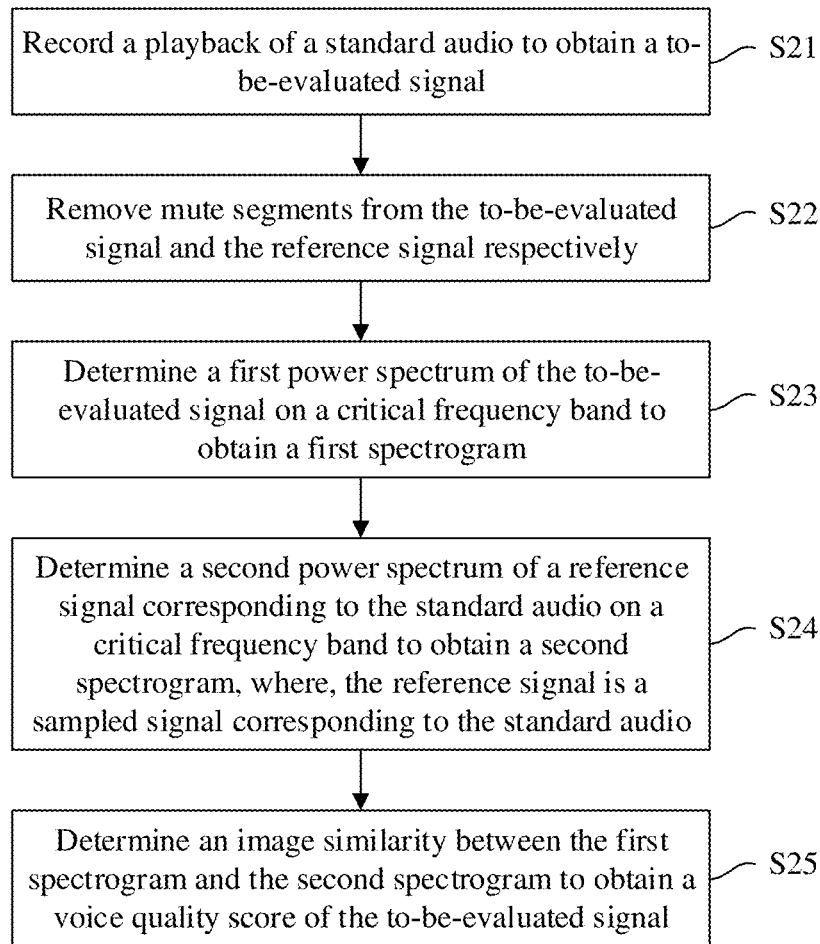 Record a playback of a standard audio to obtain a to-
be-evaluated signal
S21
Remove mute segments from the to-be-evaluated
signal and the reference signal respectively
S22
Determine a first power spectrum of the to-be-
evaluated signal on a critical frequency band to
obtain a first spectrogram
S23
Determine a second power spectrum of a reference
signal corresponding to the standard audio on a
critical frequency band to obtain a second
spectrogram, where, the reference signal is a
sampled signal corresponding to the standard audio
S24
Determine an image similarity between the first
spectrogram and the second spectrogram to obtain a
voice quality score of the to-be-evaluated signal
S25